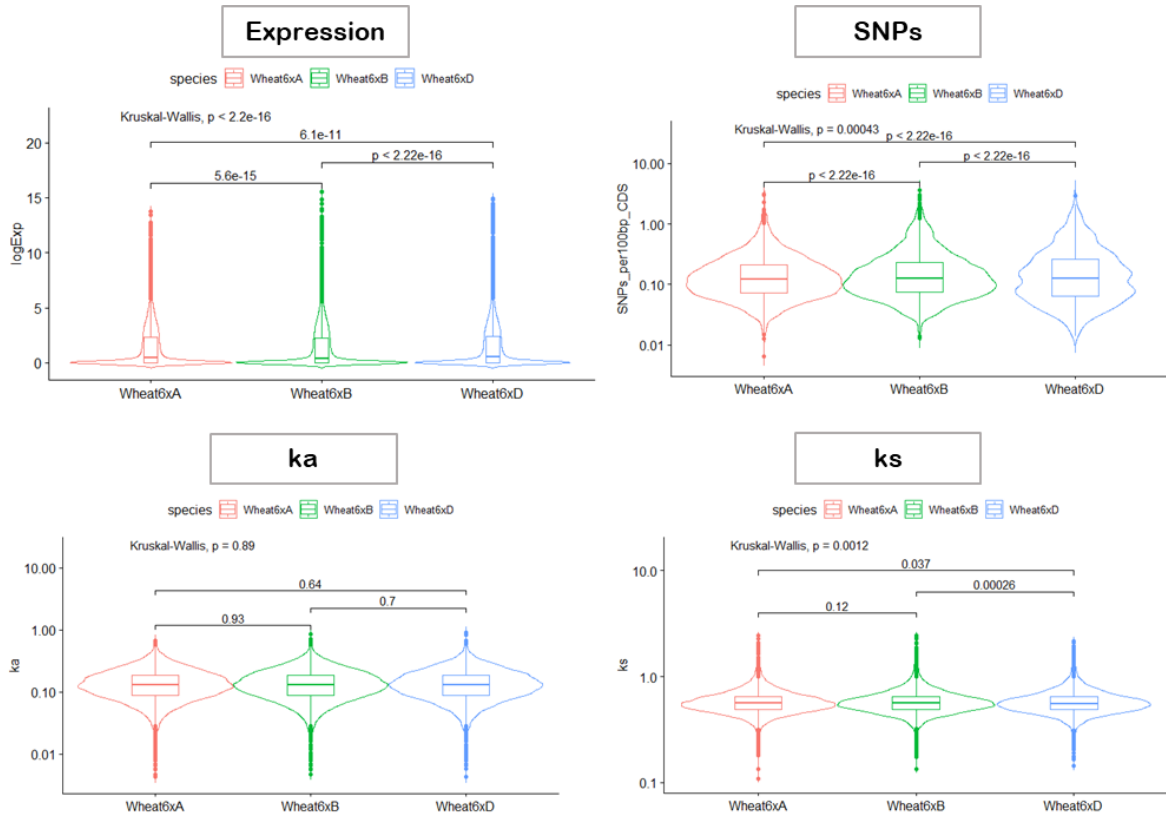 Expression
species Wheat6xA Wheat6xB Wheat6xD
Kruskal-Wallis, p < 2.2e-16
6.1e-11
p < 2.22e-16
5.6e-15
logExp
20
15
10
5
0
Wheat6xA Wheat6xB Wheat6xD
SNPs
species Wheat6xA Wheat6xB Wheat6xD
Kruskal-Wallis, p = 0.00043
p < 2.22e-16
p < 2.22e-16
p < 2.22e-16
SNPs_per100bp_CDS
10.00
1.00
0.10
0.01
Wheat6xA Wheat6xB Wheat6xD
ka
species Wheat6xA Wheat6xB Wheat6xD
Kruskal-Wallis, p = 0.89
0.64
0.7
0.93
ka
10.00
1.00
0.10
0.01
Wheat6xA Wheat6xB Wheat6xD
ks
species Wheat6xA Wheat6xB Wheat6xD
Kruskal-Wallis, p = 0.0012
0.037
0.00026
0.12
ks
10.0
1.0
0.1
Wheat6xA Wheat6xB Wheat6xD